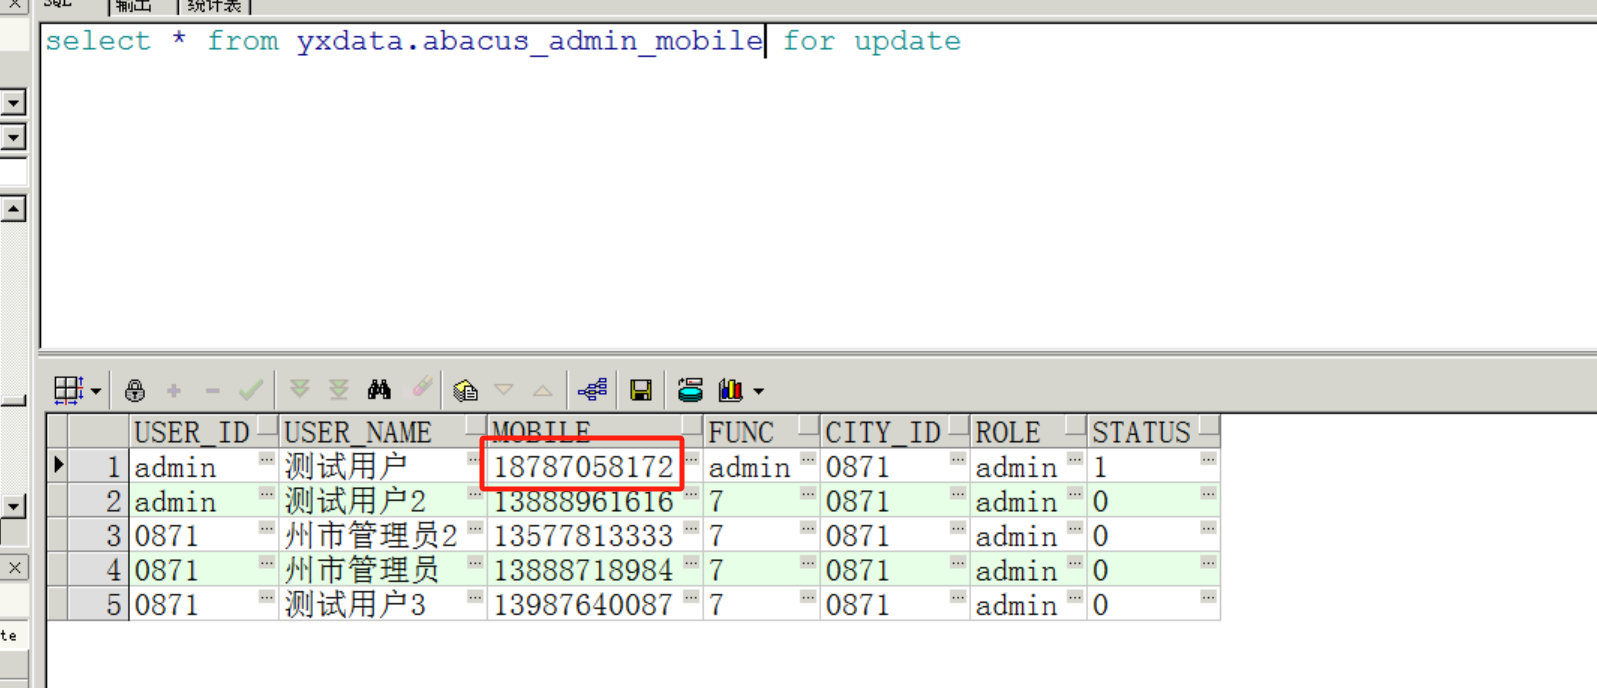 SQL 输出 统计表
select * from yxdata.abacus_admin_mobile for update
USER_ID USER_NAME MOBILE FUNC CITY_ID ROLE STATUS
1 admin 测试用户 18787058172 admin 0871 admin 1
2 admin 测试用户2 13888961616 7 0871 admin 0
3 0871 州市管理员2 13577813333 7 0871 admin 0
4 0871 州市管理员 13888718984 7 0871 admin 0
5 0871 测试用户3 13987640087 7 0871 admin 0
te